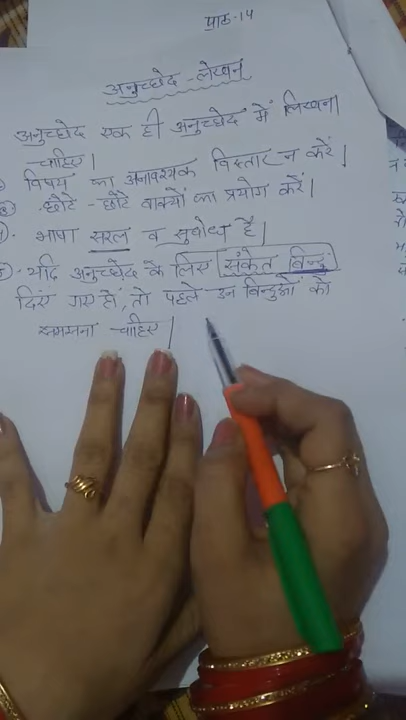 पाठ-14
अनुच्छेद-लेखन
अनुच्छेद एक ही अनुच्छेद में लिखना
चाहिए।
विषय का अनावश्यक विस्तार न करें।
छोटे-छोटे वाक्यों का प्रयोग करें।
भाषा सरल व सुबोध है।
यदि अनुच्छेद के लिए संकेत बिन्दु
दिए गए हों, तो पहले उन बिन्दुओं को
समझना चाहिए।